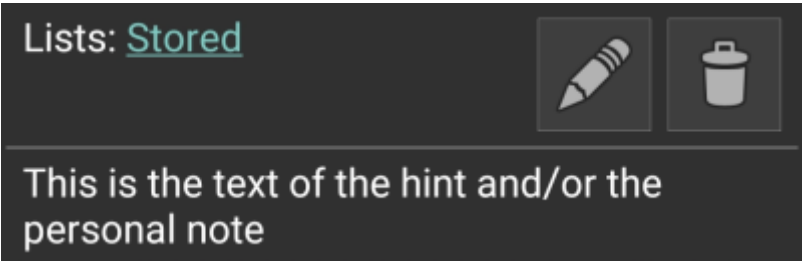 Lists: Stored
This is the text of the hint and/or the
personal note